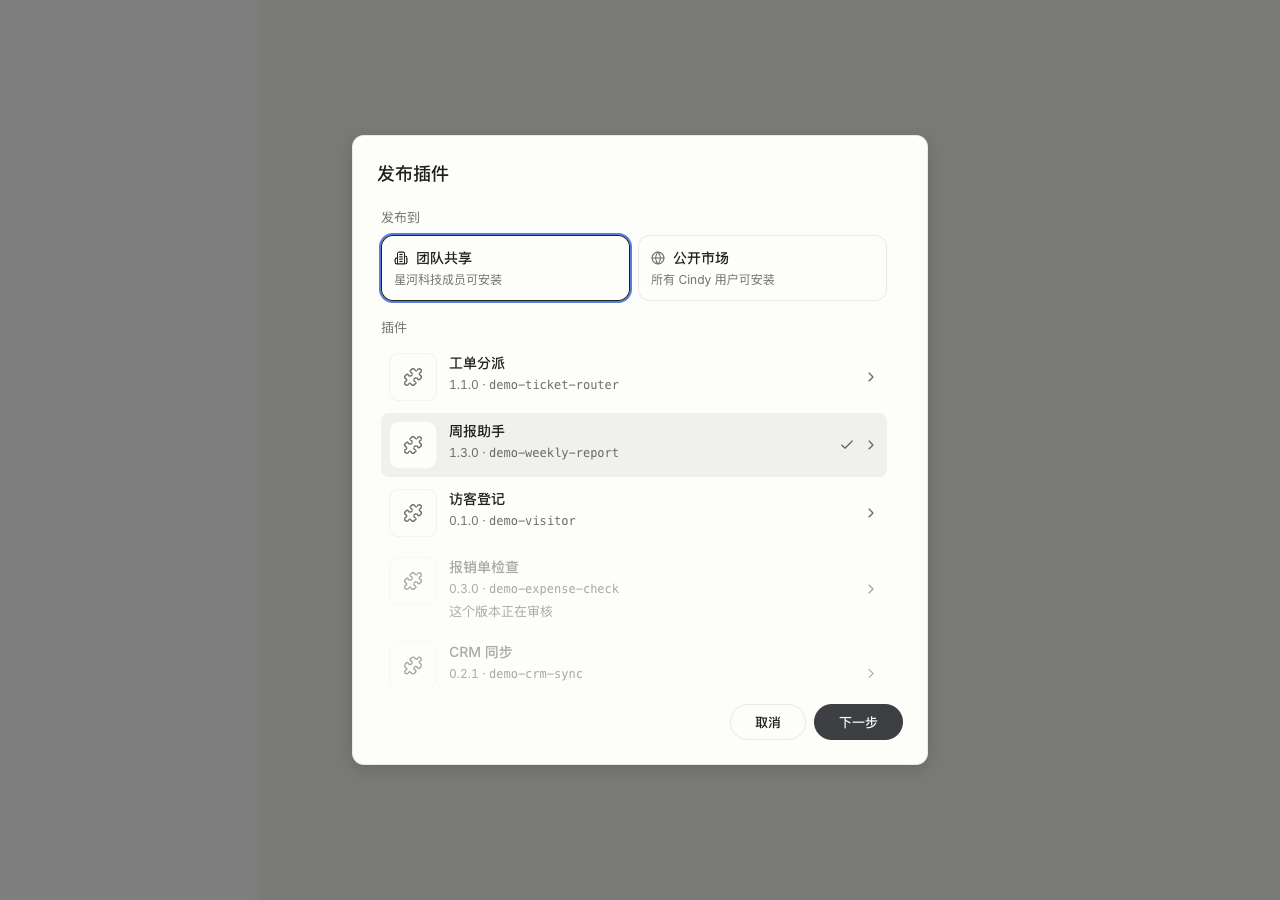 发布插件
发布到
团队共享
星河科技成员可安装
公开市场
所有 Cindy 用户可安装
插件
工单分派
1.1.0 · demo-ticket-router
周报助手
1.3.0 · demo-weekly-report
访客登记
0.1.0 · demo-visitor
报销单检查
0.3.0 · demo-expense-check
这个版本正在审核
CRM 同步
0.2.1 · demo-crm-sync
取消
下一步